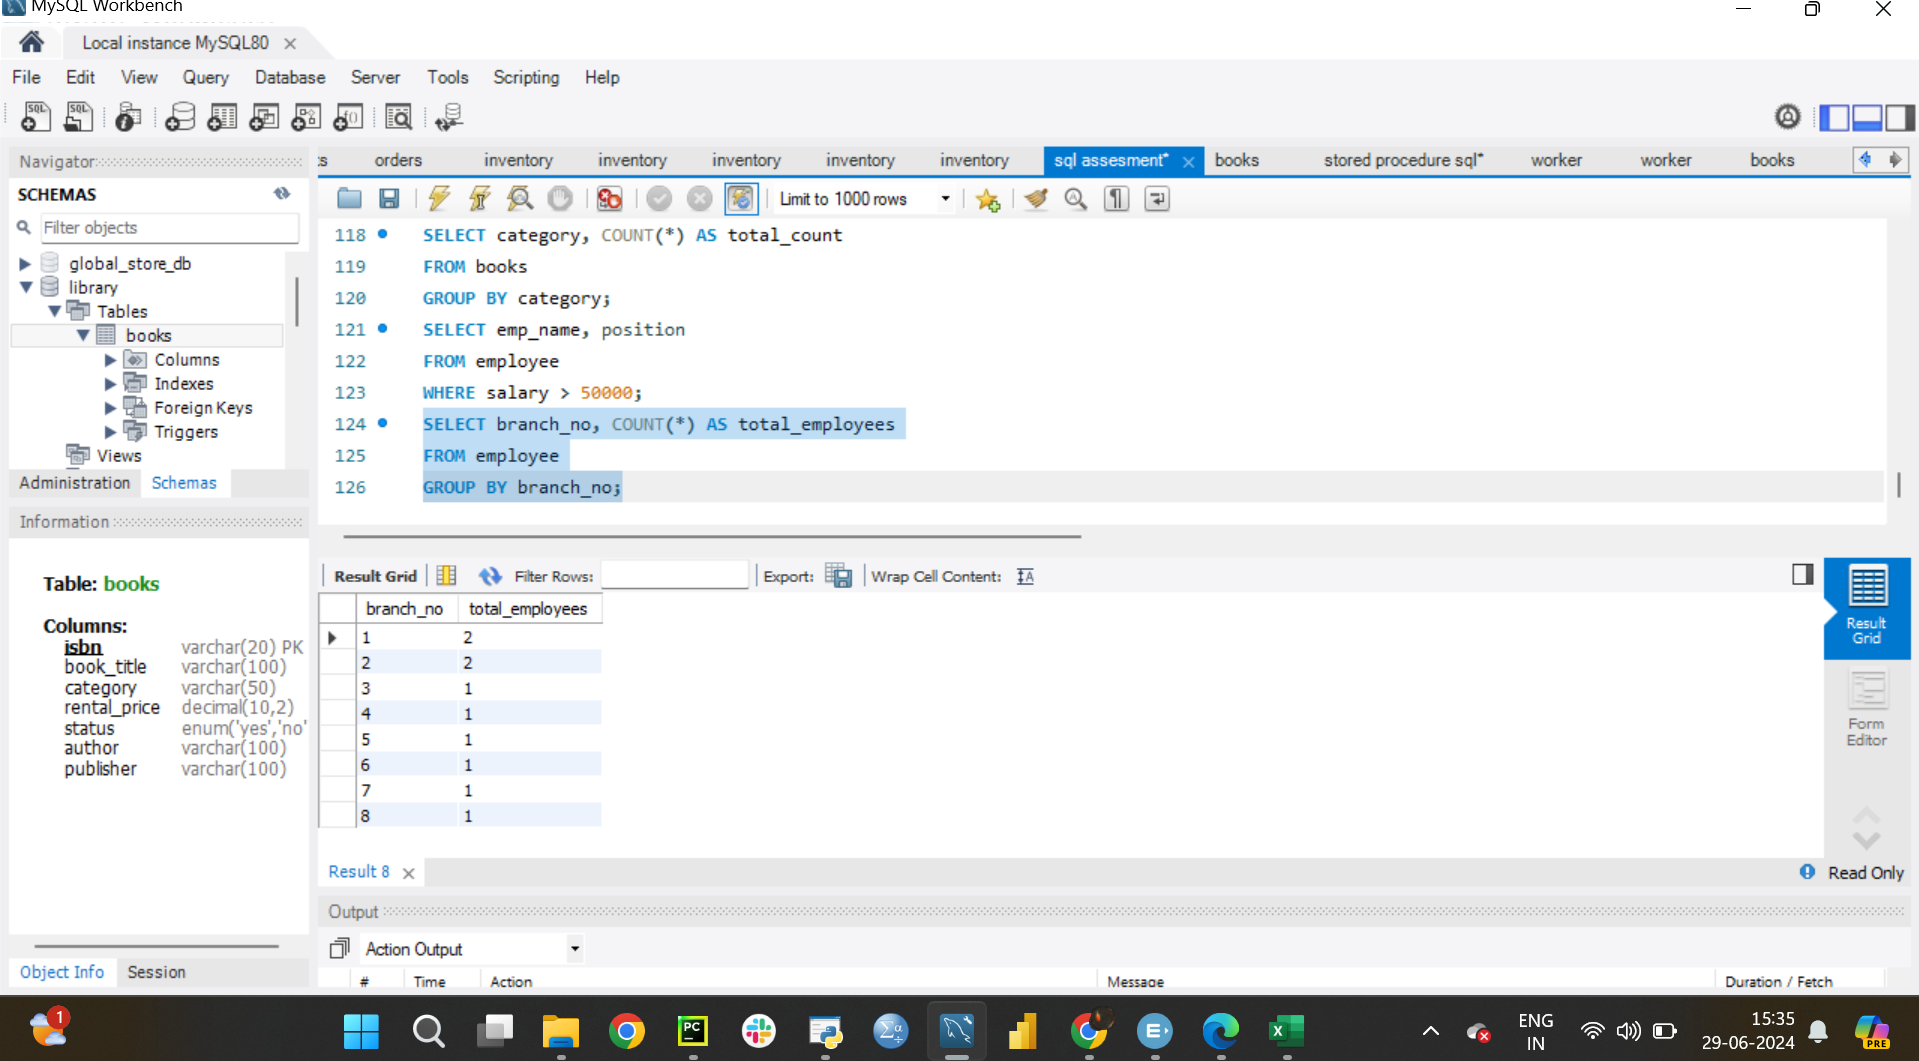 MySQL Workbench
Local instance MySQL80
File Edit View Query Database Server Tools Scripting Help
Navigator
ts orders inventory inventory inventory inventory inventory sql assesment* books stored procedure sql* worker worker books
SCHEMAS
Limit to 1000 rows
Filter objects
global_store_db
library
Tables
books
Columns
Indexes
Foreign Keys
Triggers
Views
Administration Schemas
118 SELECT category, COUNT(*) AS total_count
119 FROM books
120 GROUP BY category;
121 SELECT emp_name, position
122 FROM employee
123 WHERE salary > 50000;
124 SELECT branch_no, COUNT(*) AS total_employees
125 FROM employee
126 GROUP BY branch_no;
Information
Table: books
Columns:
isbn varchar(20) PK
book_title varchar(100)
category varchar(50)
rental_price decimal(10,2)
status enum('yes','no'
author varchar(100)
publisher varchar(100)
Object Info Session
Result Grid Filter Rows: Export: Wrap Cell Content:
branch_no total_employees
1 2
2 2
3 1
4 1
5 1
6 1
7 1
8 1
Result
Grid
Form
Editor
Result 8
Read Only
Output
Action Output
# Time Action Message Duration / Fetch
1
SQL
SQL
PC
PRE
ENG
IN
15:35
29-06-2024